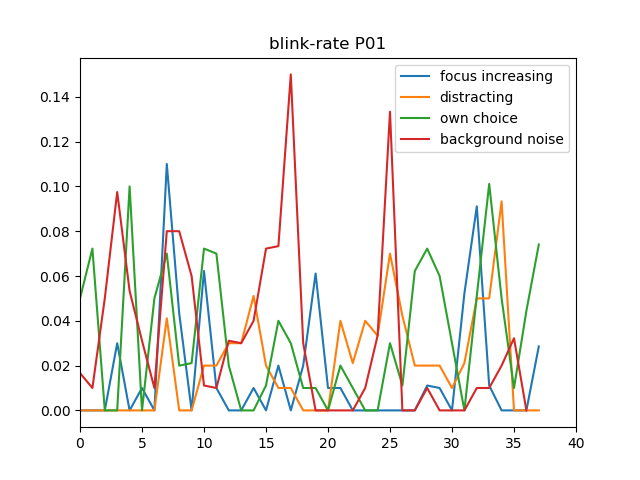 blink-rate P01
focus increasing
distracting
own choice
background noise
0.14
0.12
0.10
0.08
0.06
0.04
0.02
0.00
0 5 10 15 20 25 30 35 40